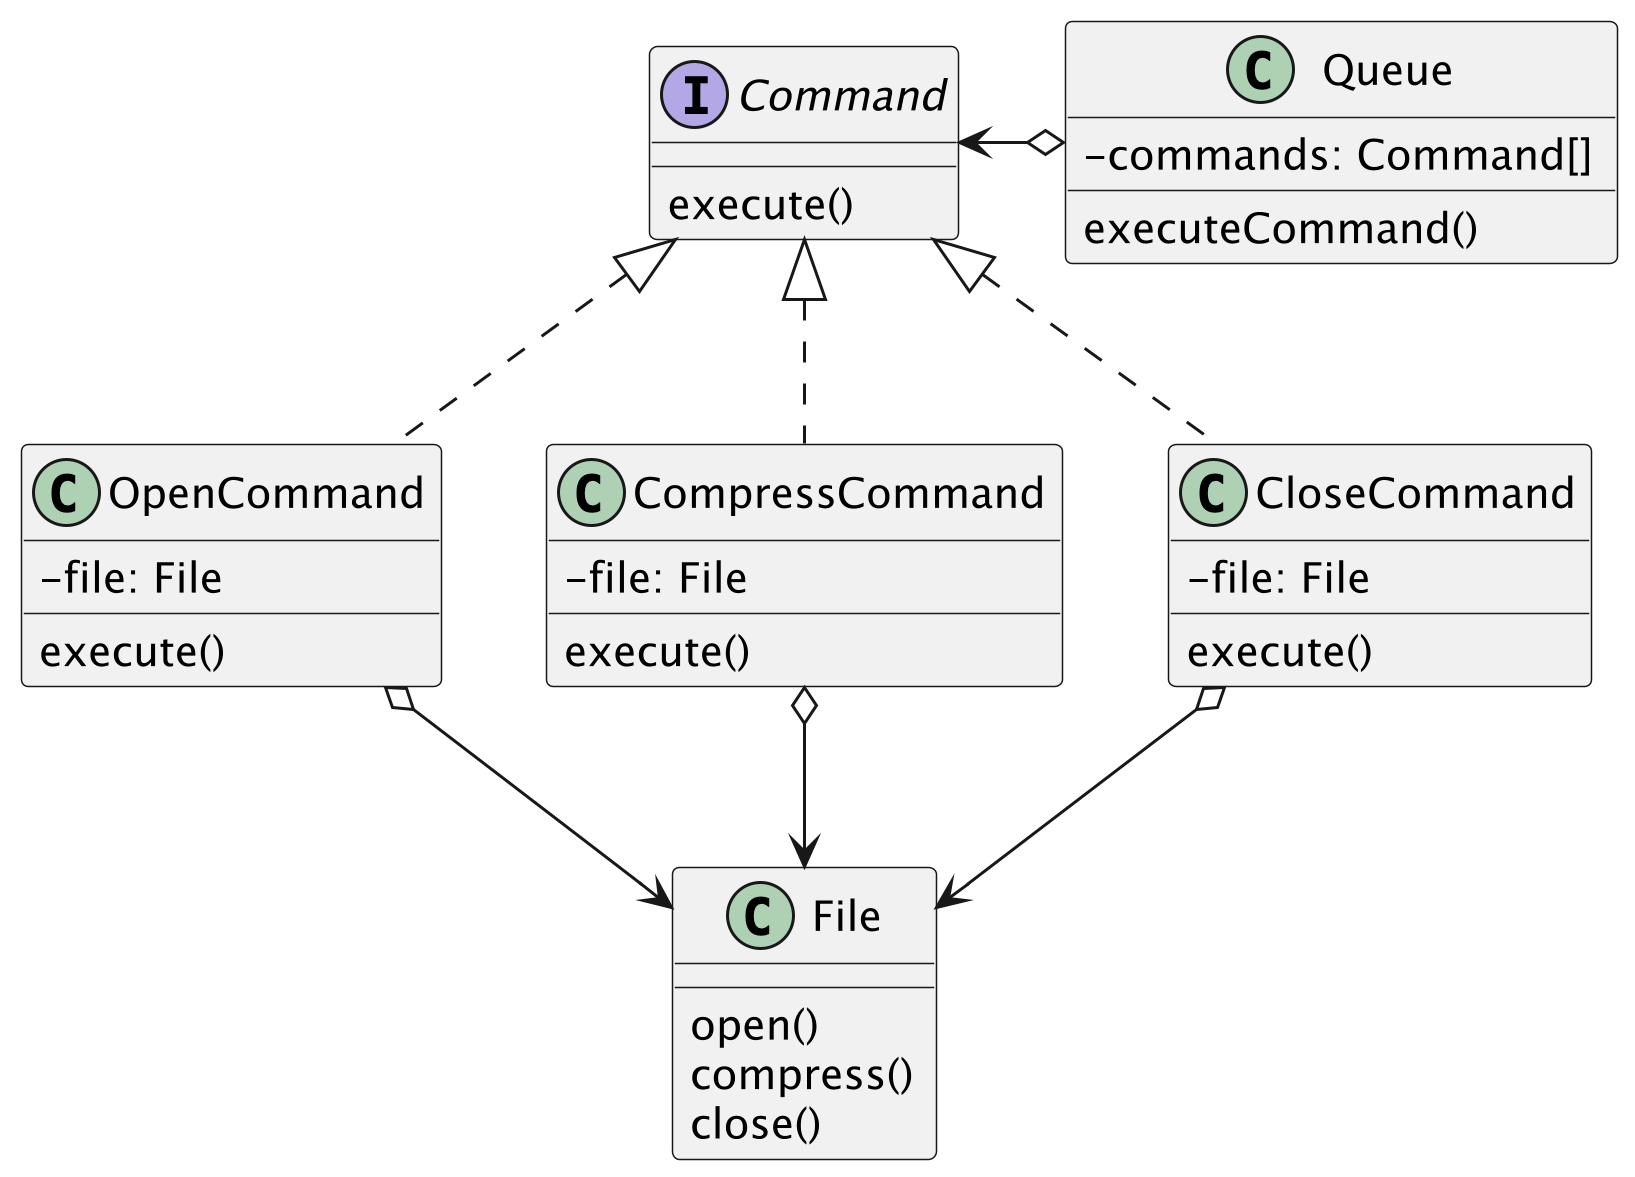 I Command
execute()
C Queue
-commands: Command[]
executeCommand()
C OpenCommand
-file: File
execute()
C CompressCommand
-file: File
execute()
C CloseCommand
-file: File
execute()
C File
open()
compress()
close()